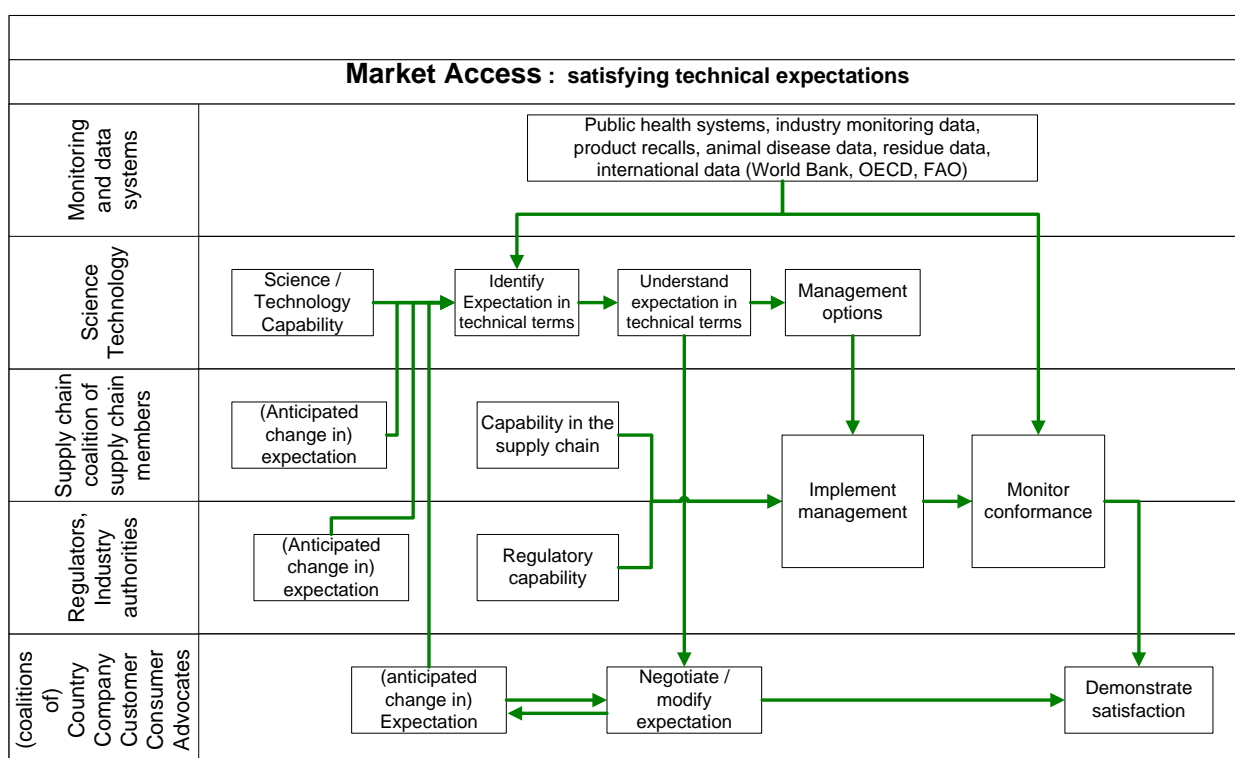 Market Access : satisfying technical expectations
Monitoring
and data
systems
Public health systems, industry monitoring data,
product recalls, animal disease data, residue data,
international data (World Bank, OECD, FAO)
Science
Technology
Science /
Technology
Capability
Identify
Expectation in
technical terms
Understand
expectation in
technical terms
Management
options
Supply chain
coalition of
supply chain
members
(Anticipated
change in)
expectation
Capability in the
supply chain
Implement
management
Monitor
conformance
Regulators,
Industry
authorities
(Anticipated
change in)
expectation
Regulatory
capability
(coalitions
of)
Country
Company
Customer
Consumer
Advocates
(anticipated
change in)
Expectation
Negotiate /
modify
expectation
Demonstrate
satisfaction